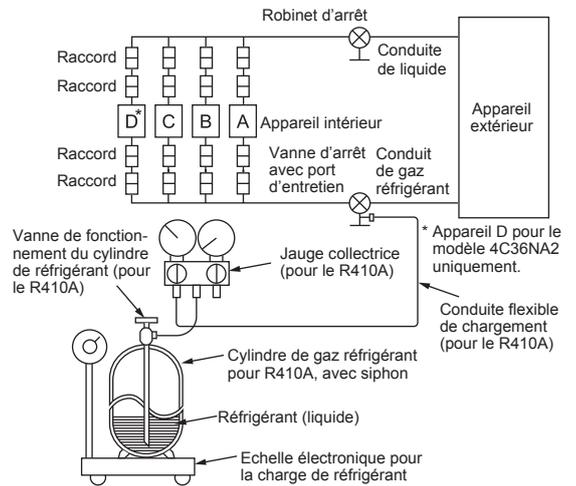 Robinet d'arrêt
Raccord
Raccord
Conduite
de liquide
D*
C
B
A
Appareil intérieur
Appareil
extérieur
Raccord
Raccord
Vanne d'arrêt
avec port
d'entretien
Conduit
de gaz
réfrigérant
* Appareil D pour le
modèle 4C36NA2
uniquement.
Vanne de fonction-
nement du cylindre
de réfrigérant (pour
le R410A)
Jauge collectrice
(pour le R410A)
Conduite flexible
de chargement
(pour le R410A)
Cylindre de gaz réfrigérant
pour R410A, avec siphon
Réfrigérant (liquide)
Echelle électronique pour
la charge de réfrigérant